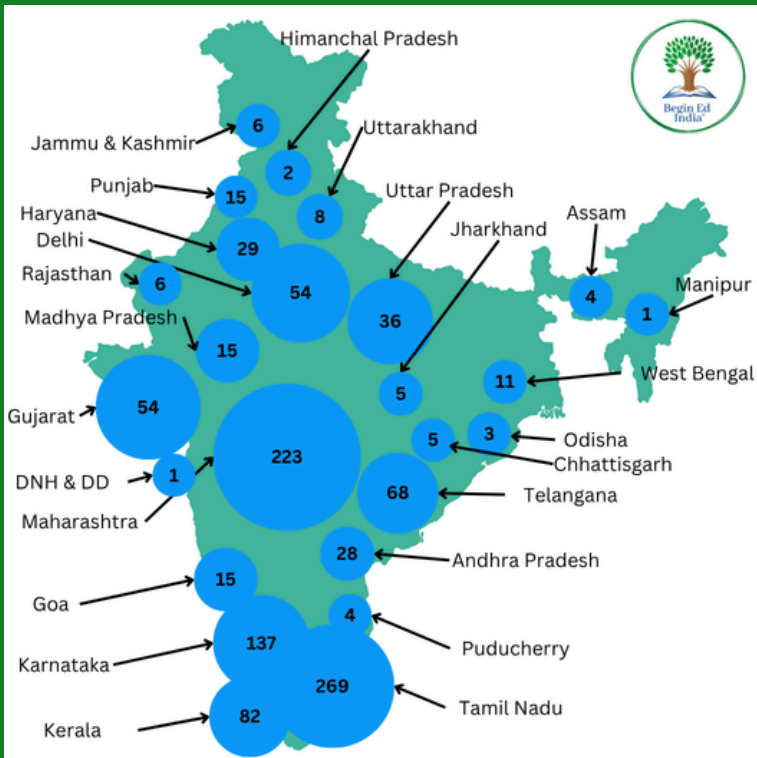 Himanchal Pradesh
Begin Ed
India
Jammu & Kashmir
6
Uttarakhand
2
Punjab
15
Uttar Pradesh
8
Haryana
29
Jharkhand
Assam
Delhi
54
Rajasthan
6
4
Manipur
1
Madhya Pradesh
15
36
West Bengal
11
5
Gujarat
54
3
Odisha
5
Chhattisgarh
DNH & DD
1
223
68
Telangana
Maharashtra
28
Andhra Pradesh
Goa
15
4
Puducherry
Karnataka
137
269
Tamil Nadu
Kerala
82